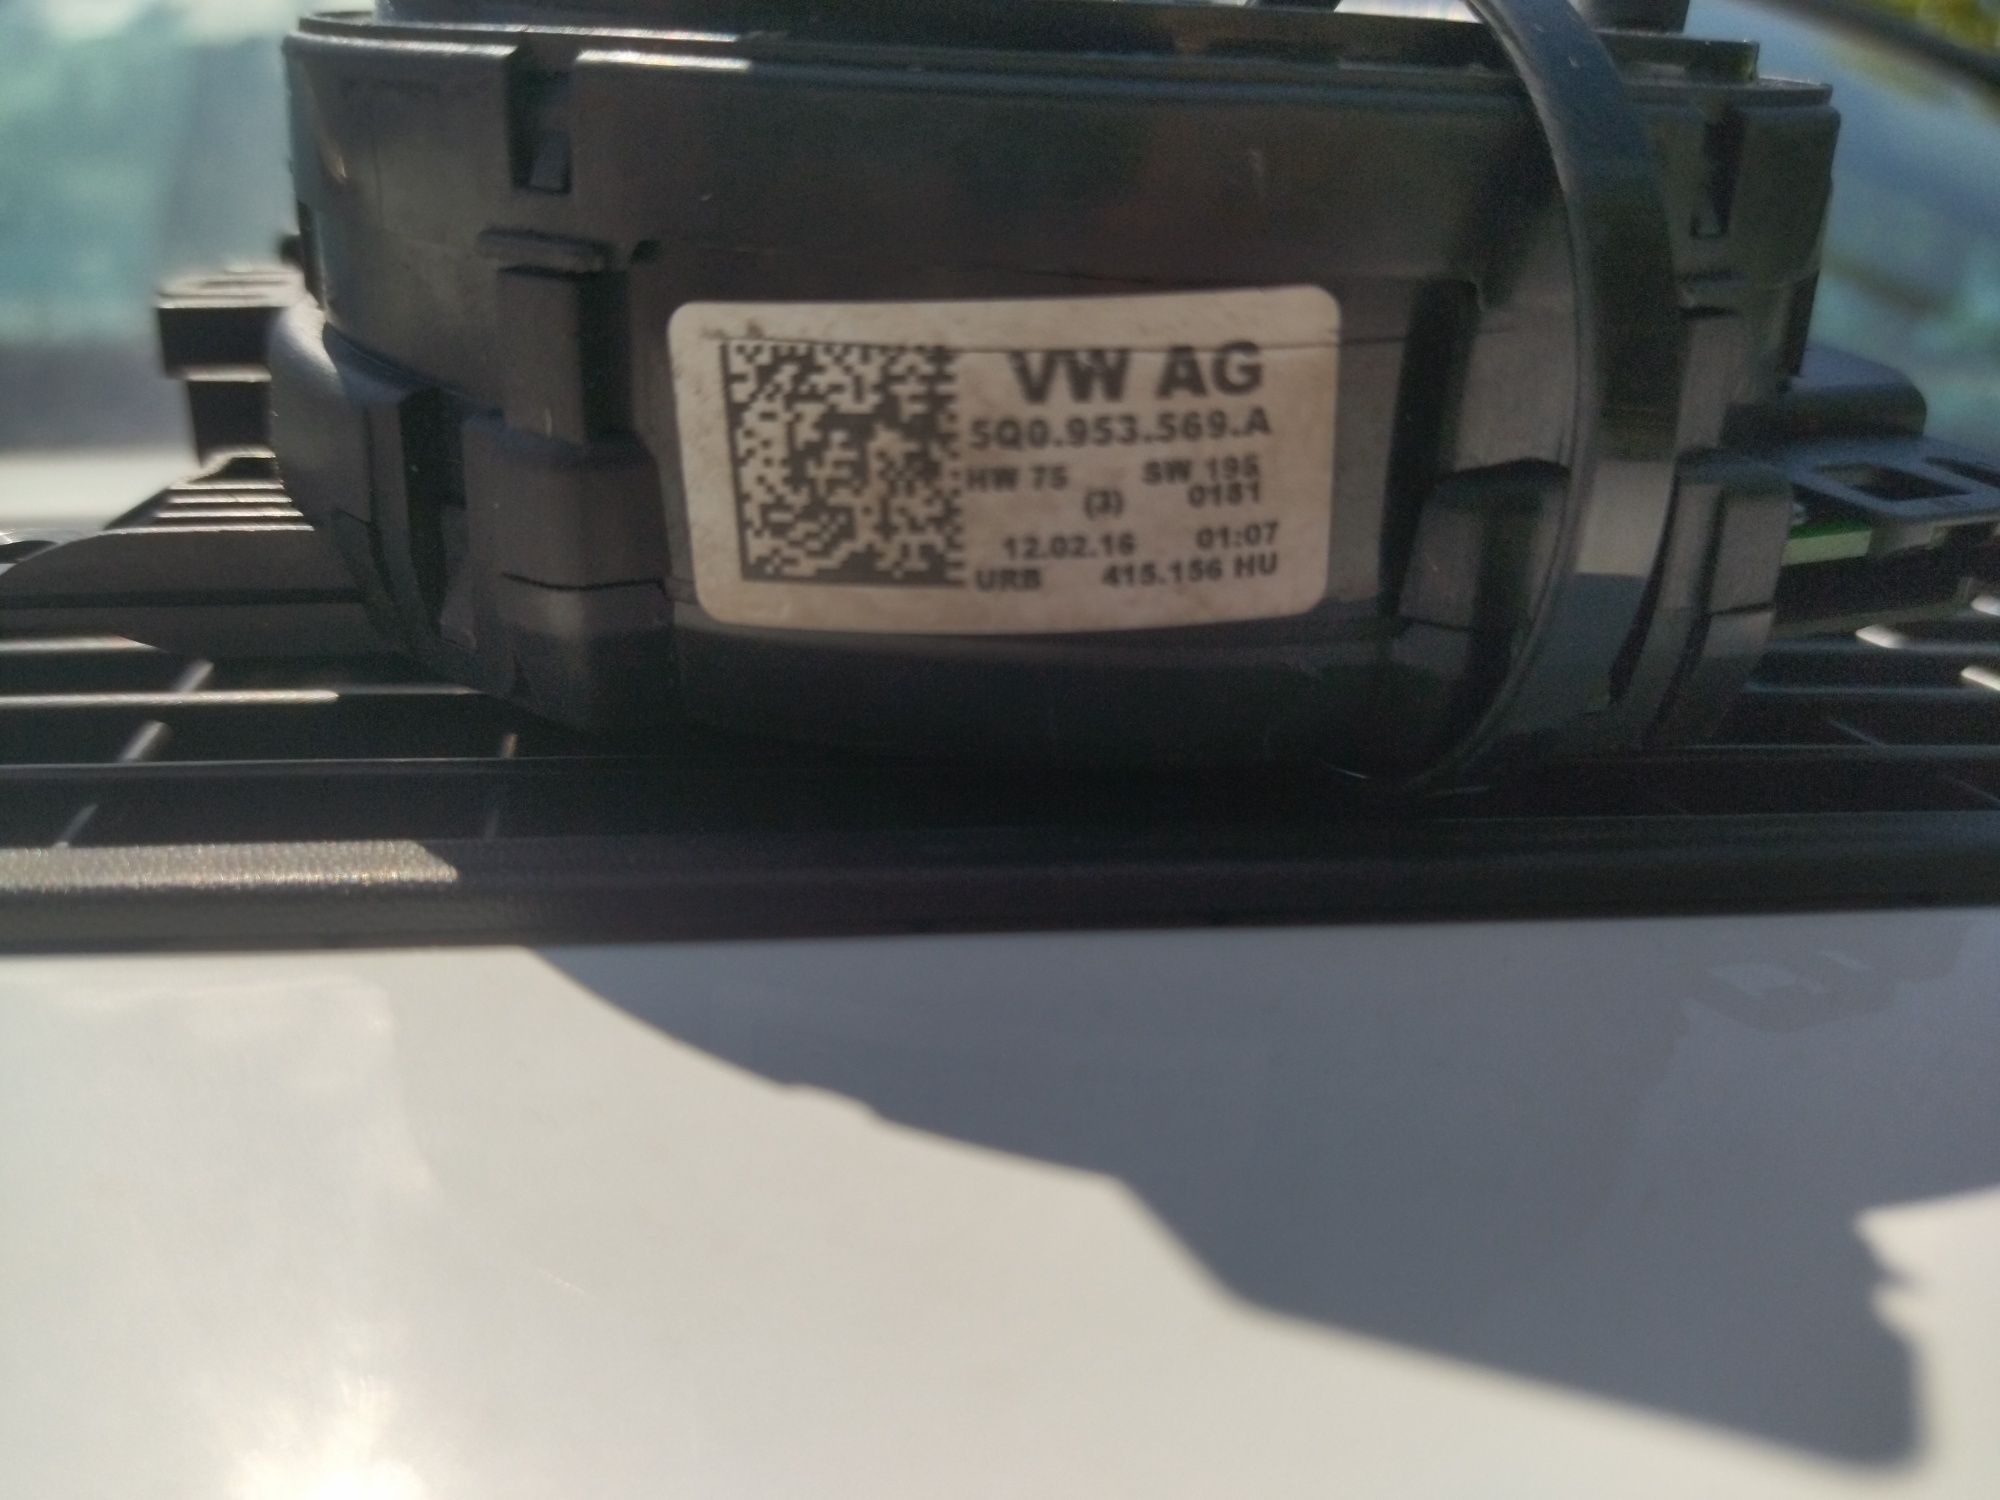 VW AG
5Q0.953.569.A
HW 75 SW 195
(3) 0181
12.02.16 01:07
URB 415.156 HU